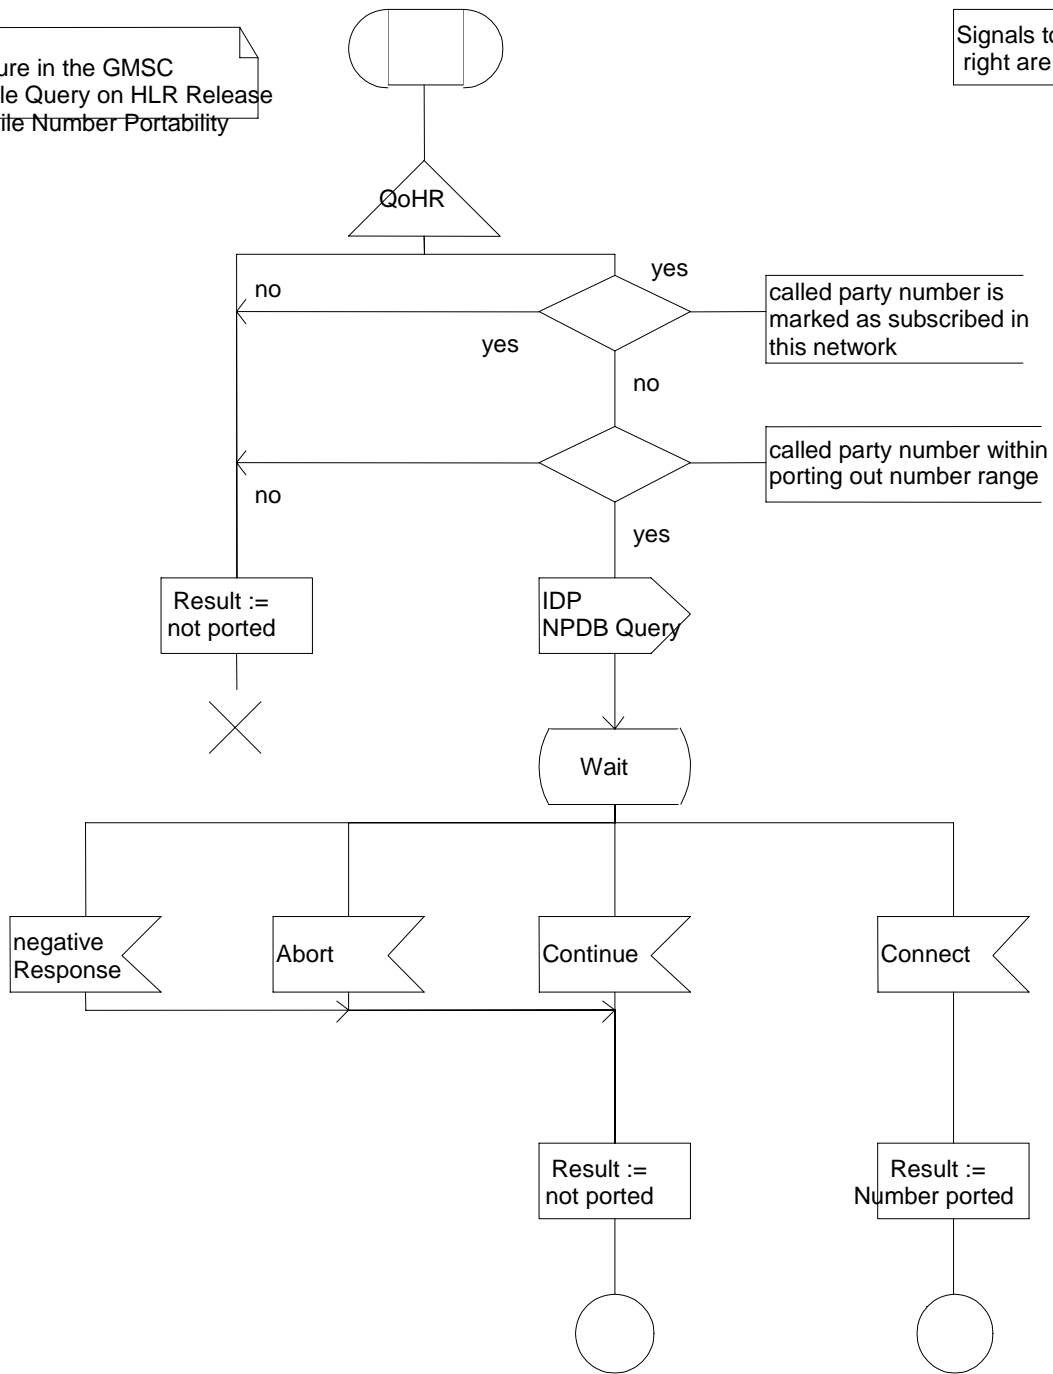 ure in the GMSC
le Query on HLR Release
ile Number Portability
Signals to
right are
QoHR
yes
no
called party number is
marked as subscribed in
this network
yes
no
called party number within
porting out number range
no
yes
Result :=
not ported
IDP
NPDB Query
Wait
negative
Response
Abort
Continue
Connect
Result :=
not ported
Result :=
Number ported